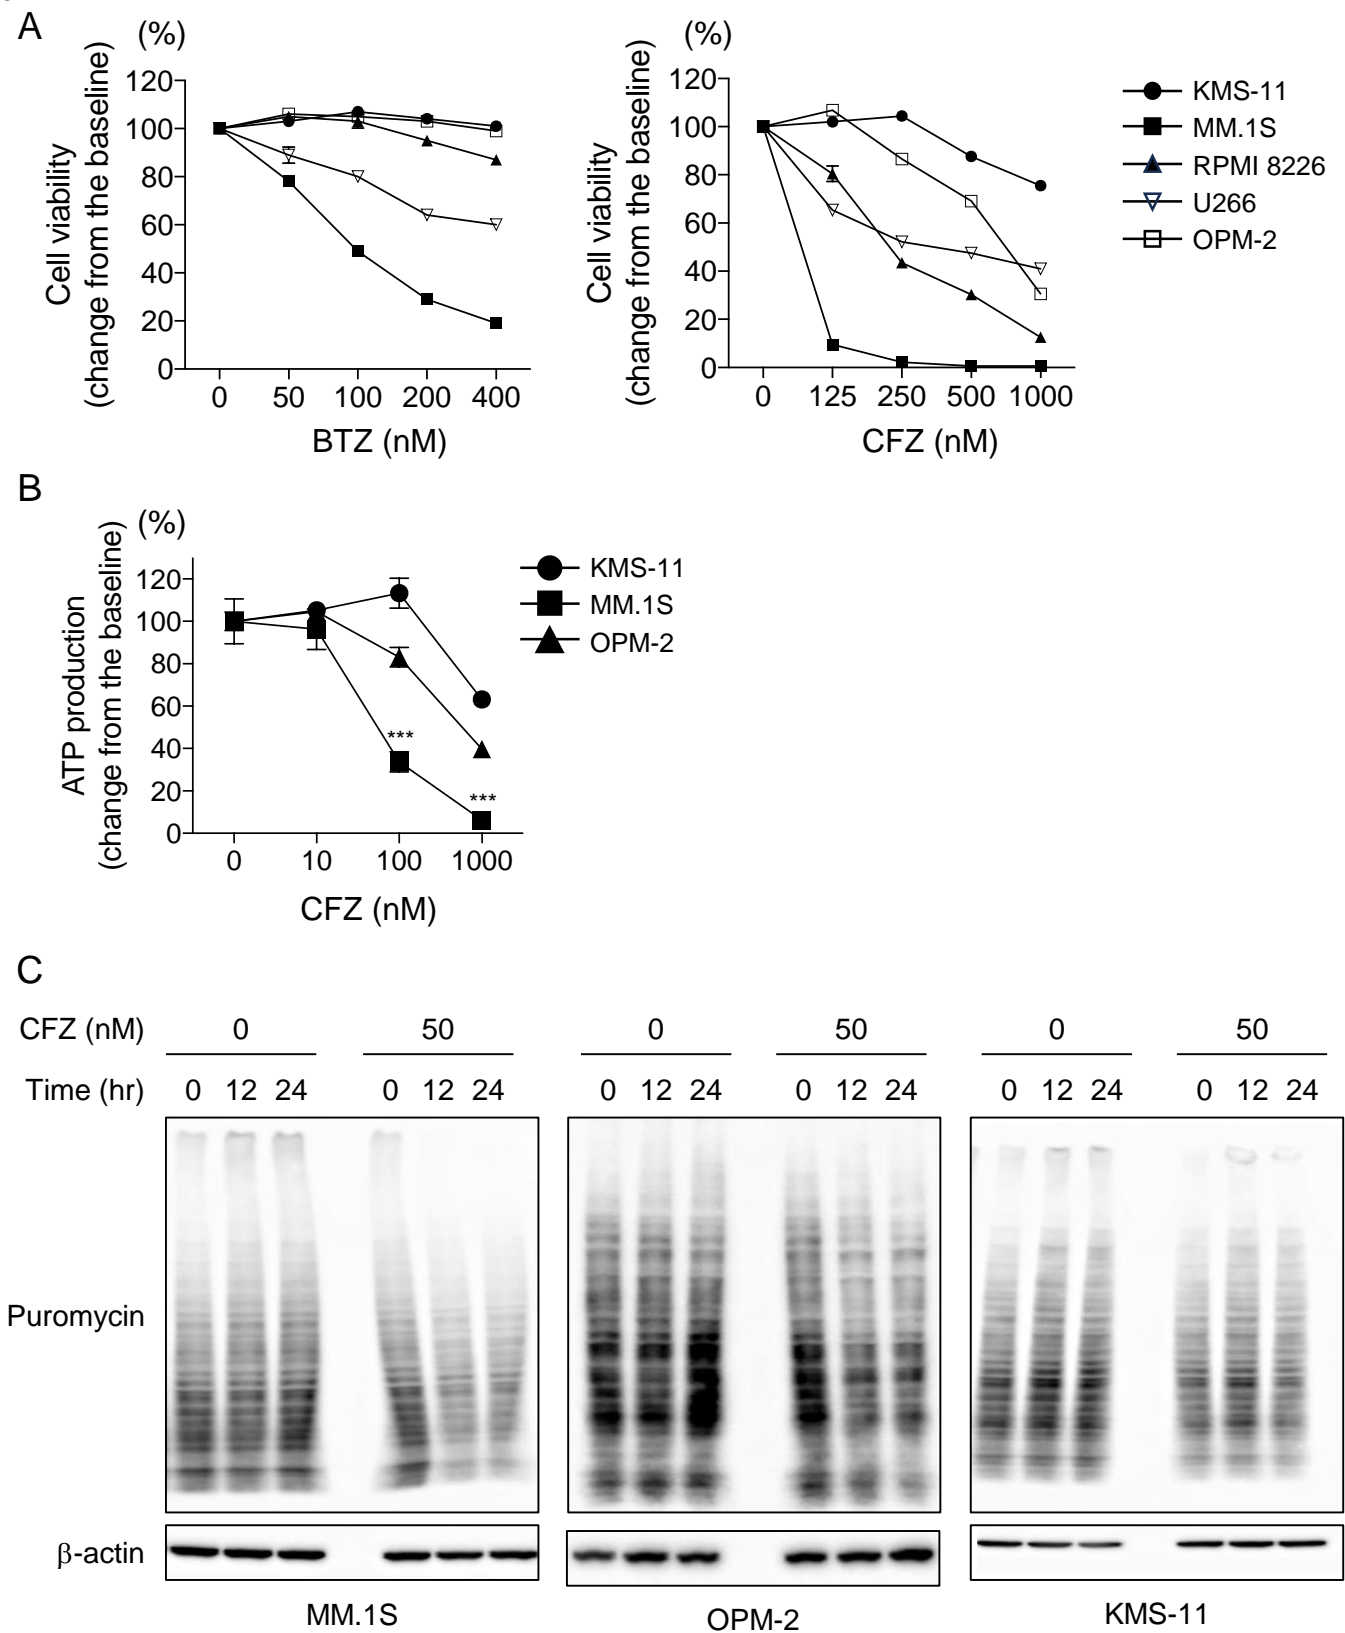 A
(%)
Cell viability
(change from the baseline)
120
100
80
60
40
20
0
0 50 100 200 400
BTZ (nM)
(%)
Cell viability
(change from the baseline)
120
100
80
60
40
20
0
0 125 250 500 1000
CFZ (nM)
KMS-11
MM.1S
RPMI 8226
U266
OPM-2
B
(%)
ATP production
(change from the baseline)
120
100
80
60
40
20
0
***
***
0 10 100 1000
CFZ (nM)
KMS-11
MM.1S
OPM-2
C
CFZ (nM) 0 50 0 50 0 50
Time (hr) 0 12 24 0 12 24 0 12 24 0 12 24 0 12 24 0 12 24
Puromycin
β-actin
MM.1S OPM-2 KMS-11